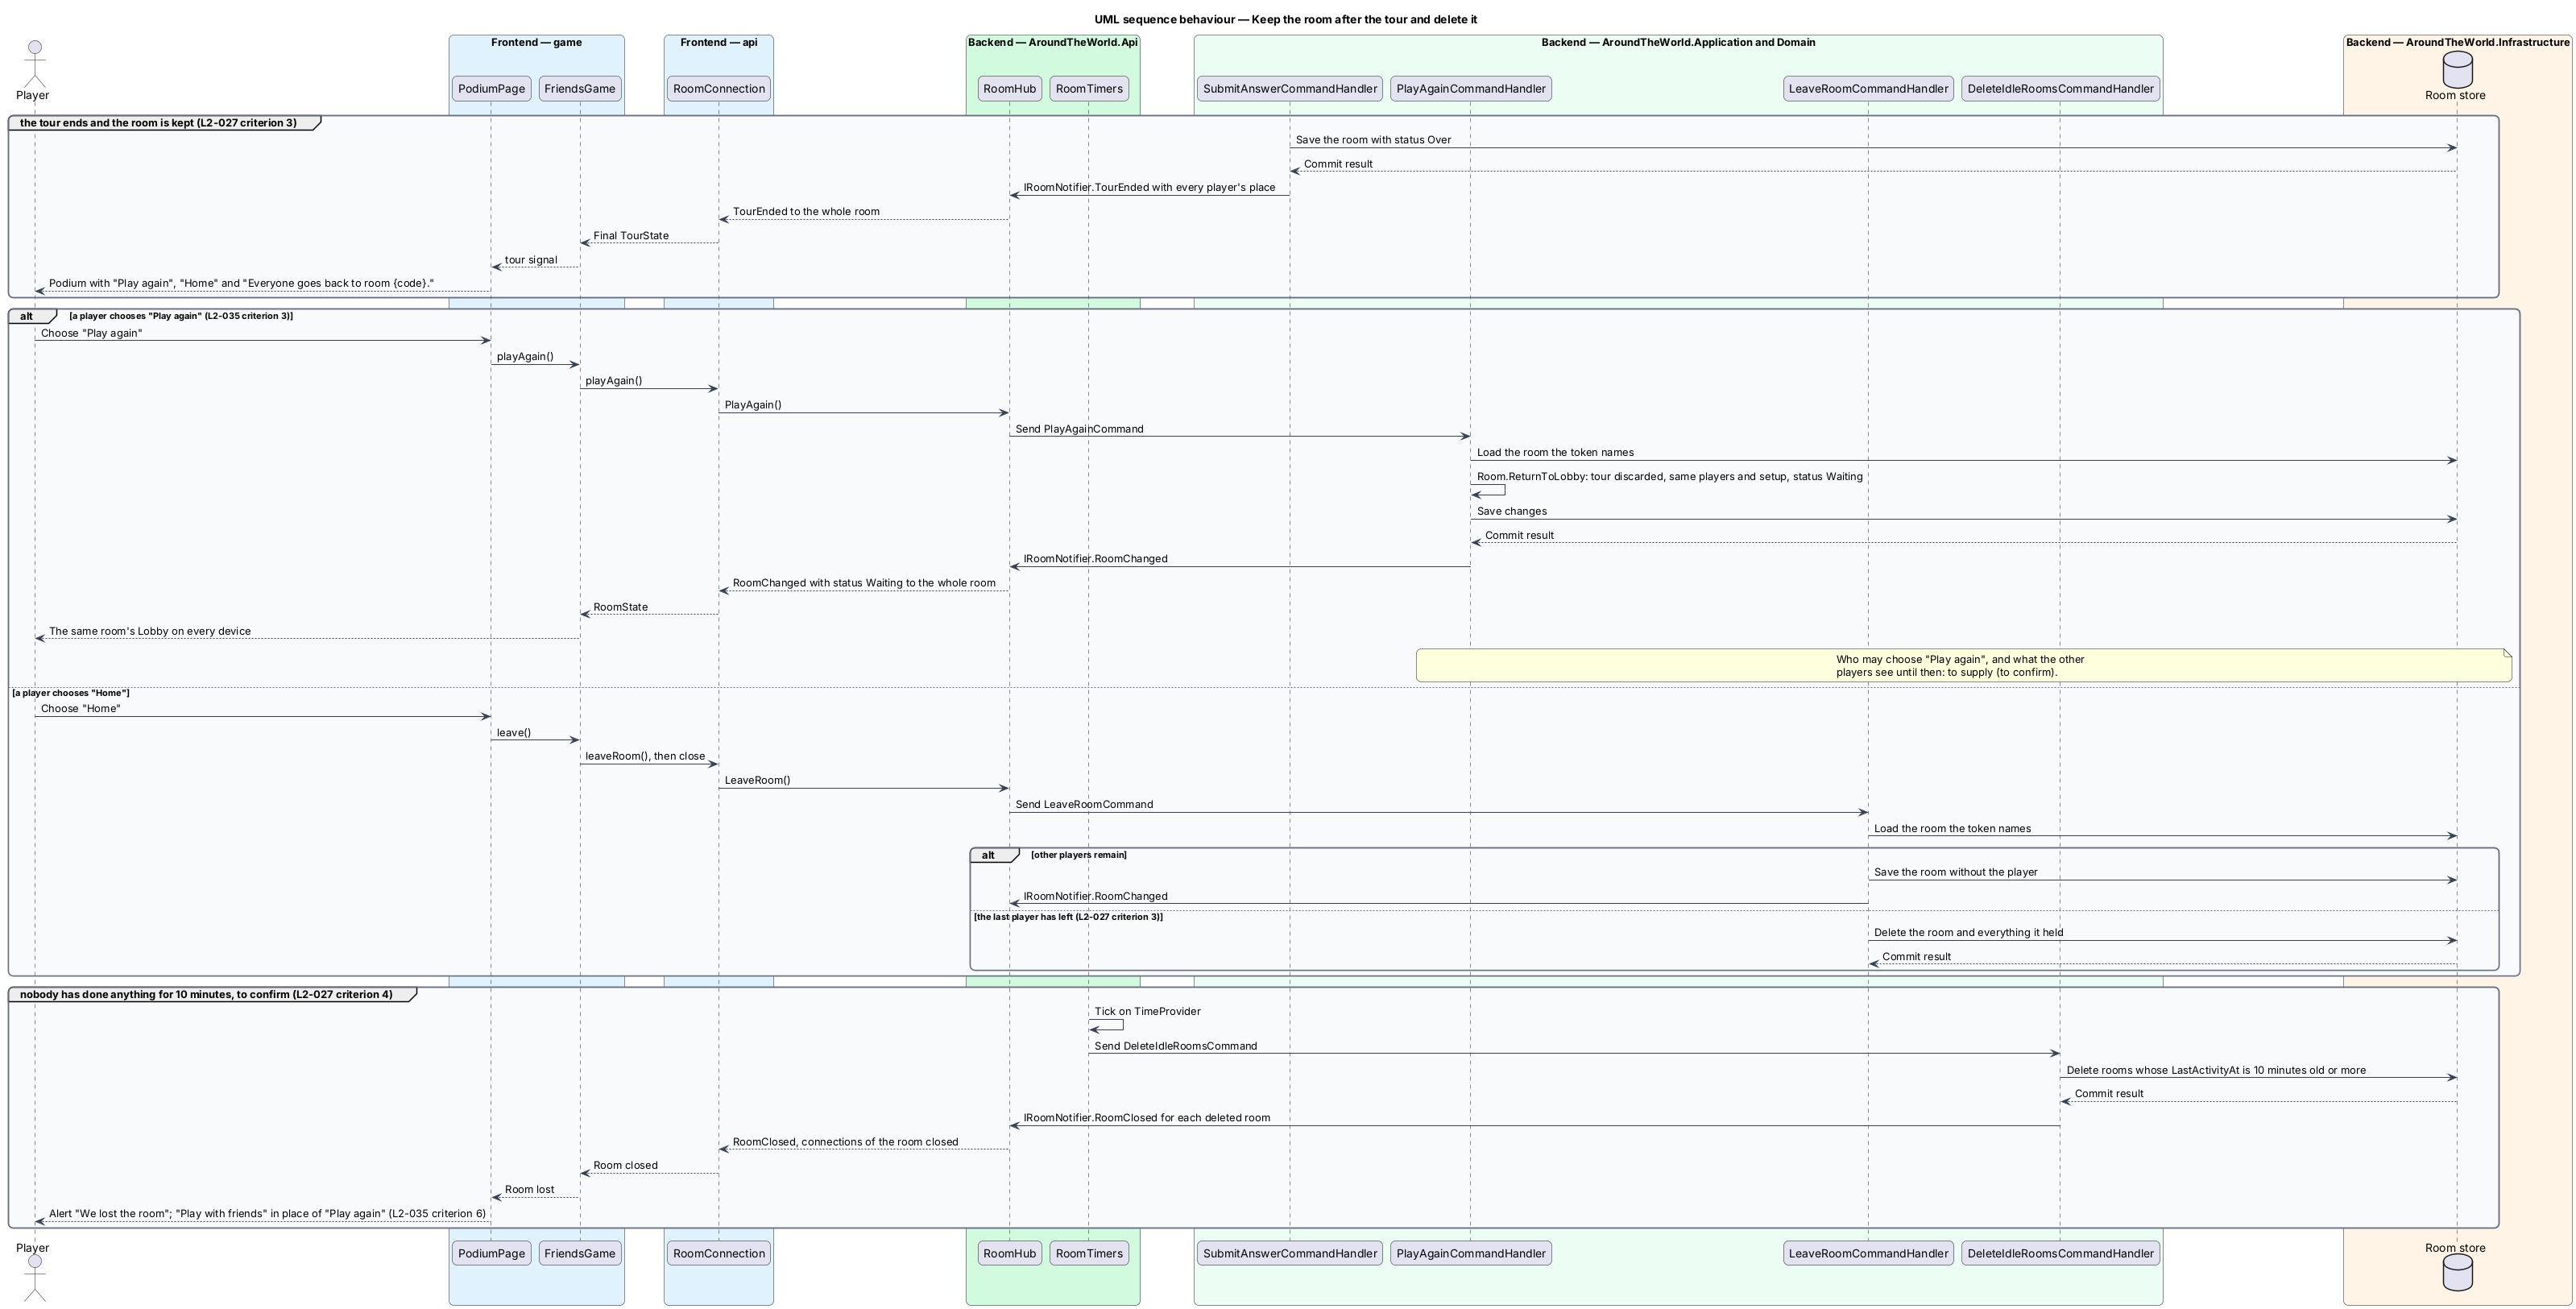 UML sequence behaviour — Keep the room after the tour and delete it
Frontend — game
Frontend — api
Backend — AroundTheWorld.Api
Backend — AroundTheWorld.Application and Domain
Backend — AroundTheWorld.Infrastructure
Player
PodiumPage
FriendsGame
RoomConnection
RoomHub
RoomTimers
SubmitAnswerCommandHandler
PlayAgainCommandHandler
LeaveRoomCommandHandler
DeleteIdleRoomsCommandHandler
Room store
the tour ends and the room is kept (L2-027 criterion 3)
Save the room with status Over
Commit result
IRoomNotifier.TourEnded with every player's place
TourEnded to the whole room
Final TourState
tour signal
Podium with "Play again", "Home" and "Everyone goes back to room {code}."
alt
[a player chooses "Play again" (L2-035 criterion 3)]
Choose "Play again"
playAgain()
playAgain()
PlayAgain()
Send PlayAgainCommand
Load the room the token names
Room.ReturnToLobby: tour discarded, same players and setup, status Waiting
Save changes
Commit result
IRoomNotifier.RoomChanged
RoomChanged with status Waiting to the whole room
RoomState
The same room's Lobby on every device
Who may choose "Play again", and what the other
players see until then: to supply (to confirm).
[a player chooses "Home"]
Choose "Home"
leave()
leaveRoom(), then close
LeaveRoom()
Send LeaveRoomCommand
Load the room the token names
alt
[other players remain]
Save the room without the player
IRoomNotifier.RoomChanged
[the last player has left (L2-027 criterion 3)]
Delete the room and everything it held
Commit result
nobody has done anything for 10 minutes, to confirm (L2-027 criterion 4)
Tick on TimeProvider
Send DeleteIdleRoomsCommand
Delete rooms whose LastActivityAt is 10 minutes old or more
Commit result
IRoomNotifier.RoomClosed for each deleted room
RoomClosed, connections of the room closed
Room closed
Room lost
Alert "We lost the room"; "Play with friends" in place of "Play again" (L2-035 criterion 6)
Player
PodiumPage
FriendsGame
RoomConnection
RoomHub
RoomTimers
SubmitAnswerCommandHandler
PlayAgainCommandHandler
LeaveRoomCommandHandler
DeleteIdleRoomsCommandHandler
Room store